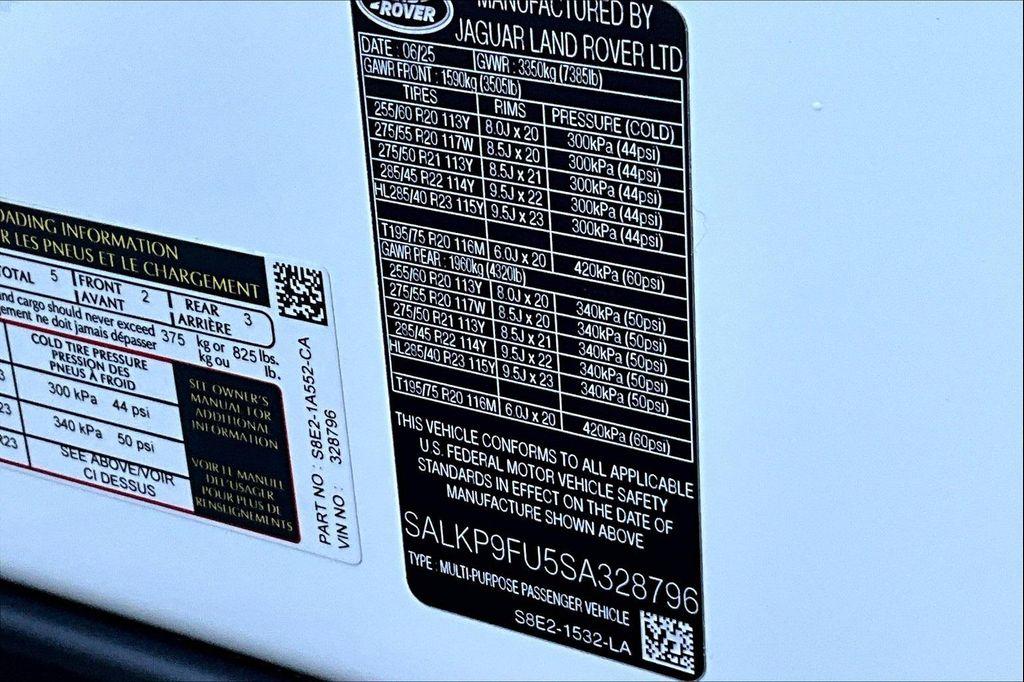 ROVER
MANUFACTURED BY
JAGUAR LAND ROVER LTD
DATE : 06/25 GVWR : 3350kg (7385lb)
GAWR FRONT : 1590kg (3505lb)
TIRES RIMS PRESSURE (COLD)
255/60 R20 113Y 8.0J x 20 300kPa (44psi)
275/55 R20 117W 8.5J x 20 300kPa (44psi)
275/50 R21 113Y 8.5J x 21 300kPa (44psi)
285/45 R22 114Y 9.5J x 22 300kPa (44psi)
HL285/40 R23 115Y 9.5J x 23 300kPa (44psi)
T195/75 R20 116M 6.0J x 20 420kPa (60psi)
GAWR REAR : 1960kg (4320lb)
255/60 R20 113Y 8.0J x 20 340kPa (50psi)
275/55 R20 117W 8.5J x 20 340kPa (50psi)
275/50 R21 113Y 8.5J x 21 340kPa (50psi)
285/45 R22 114Y 9.5J x 22 340kPa (50psi)
HL285/40 R23 115Y 9.5J x 23 340kPa (50psi)
T195/75 R20 116M 6.0J x 20 420kPa (60psi)
THIS VEHICLE CONFORMS TO ALL APPLICABLE
U.S. FEDERAL MOTOR VEHICLE SAFETY
STANDARDS IN EFFECT ON THE DATE OF
MANUFACTURE SHOWN ABOVE
SALKP9FU5SA328796
TYPE : MULTI-PURPOSE PASSENGER VEHICLE
S8E2-1532-LA
OADING INFORMATION
R LES PNEUS ET LE CHARGEMENT
TOTAL 5 FRONT 2 REAR 3
AVANT ARRIÈRE
nd cargo should never exceed 375 kg or 825 lbs.
ement ne doit jamais dépasser kg ou lb.
COLD TIRE PRESSURE
PRESSION DES
PNEUS À FROID
3 300 kPa 44 psi
23 340 kPa 50 psi
R23 SEE ABOVE/VOIR
CI DESSUS
SEE OWNER'S
MANUAL FOR
ADDITIONAL
INFORMATION
VOIR LE MANUEL
DE L'USAGER
POUR PLUS DE
RENSEIGNEMENTS
PART NO : S8E2-1A552-CA
VIN NO : 328796